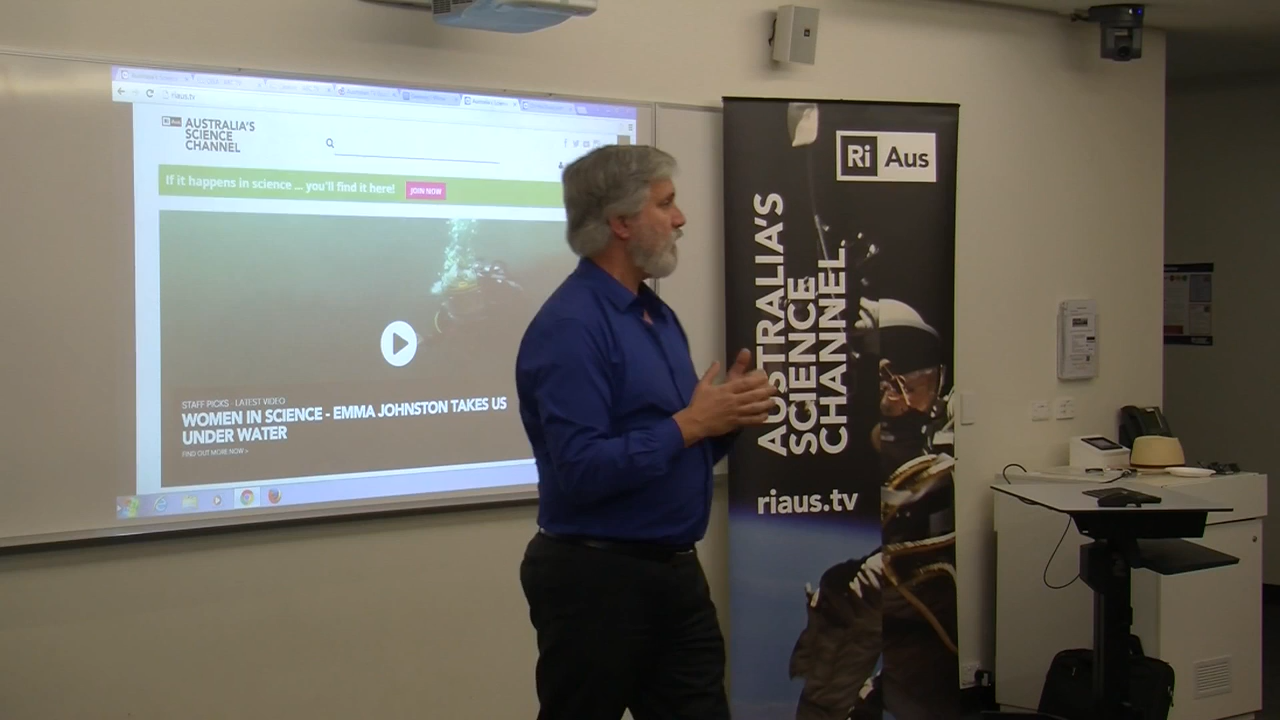 riaus.tv
Ri Aus
AUSTRALIA'S
SCIENCE
CHANNEL
If it happens in science ... you'll find it here!
JOIN NOW
STAFF PICKS · LATEST VIDEO
WOMEN IN SCIENCE - EMMA JOHNSTON TAKES US
UNDER WATER
FIND OUT MORE NOW >
Ri Aus
AUSTRALIA'S
SCIENCE
CHANNEL.
riaus.tv